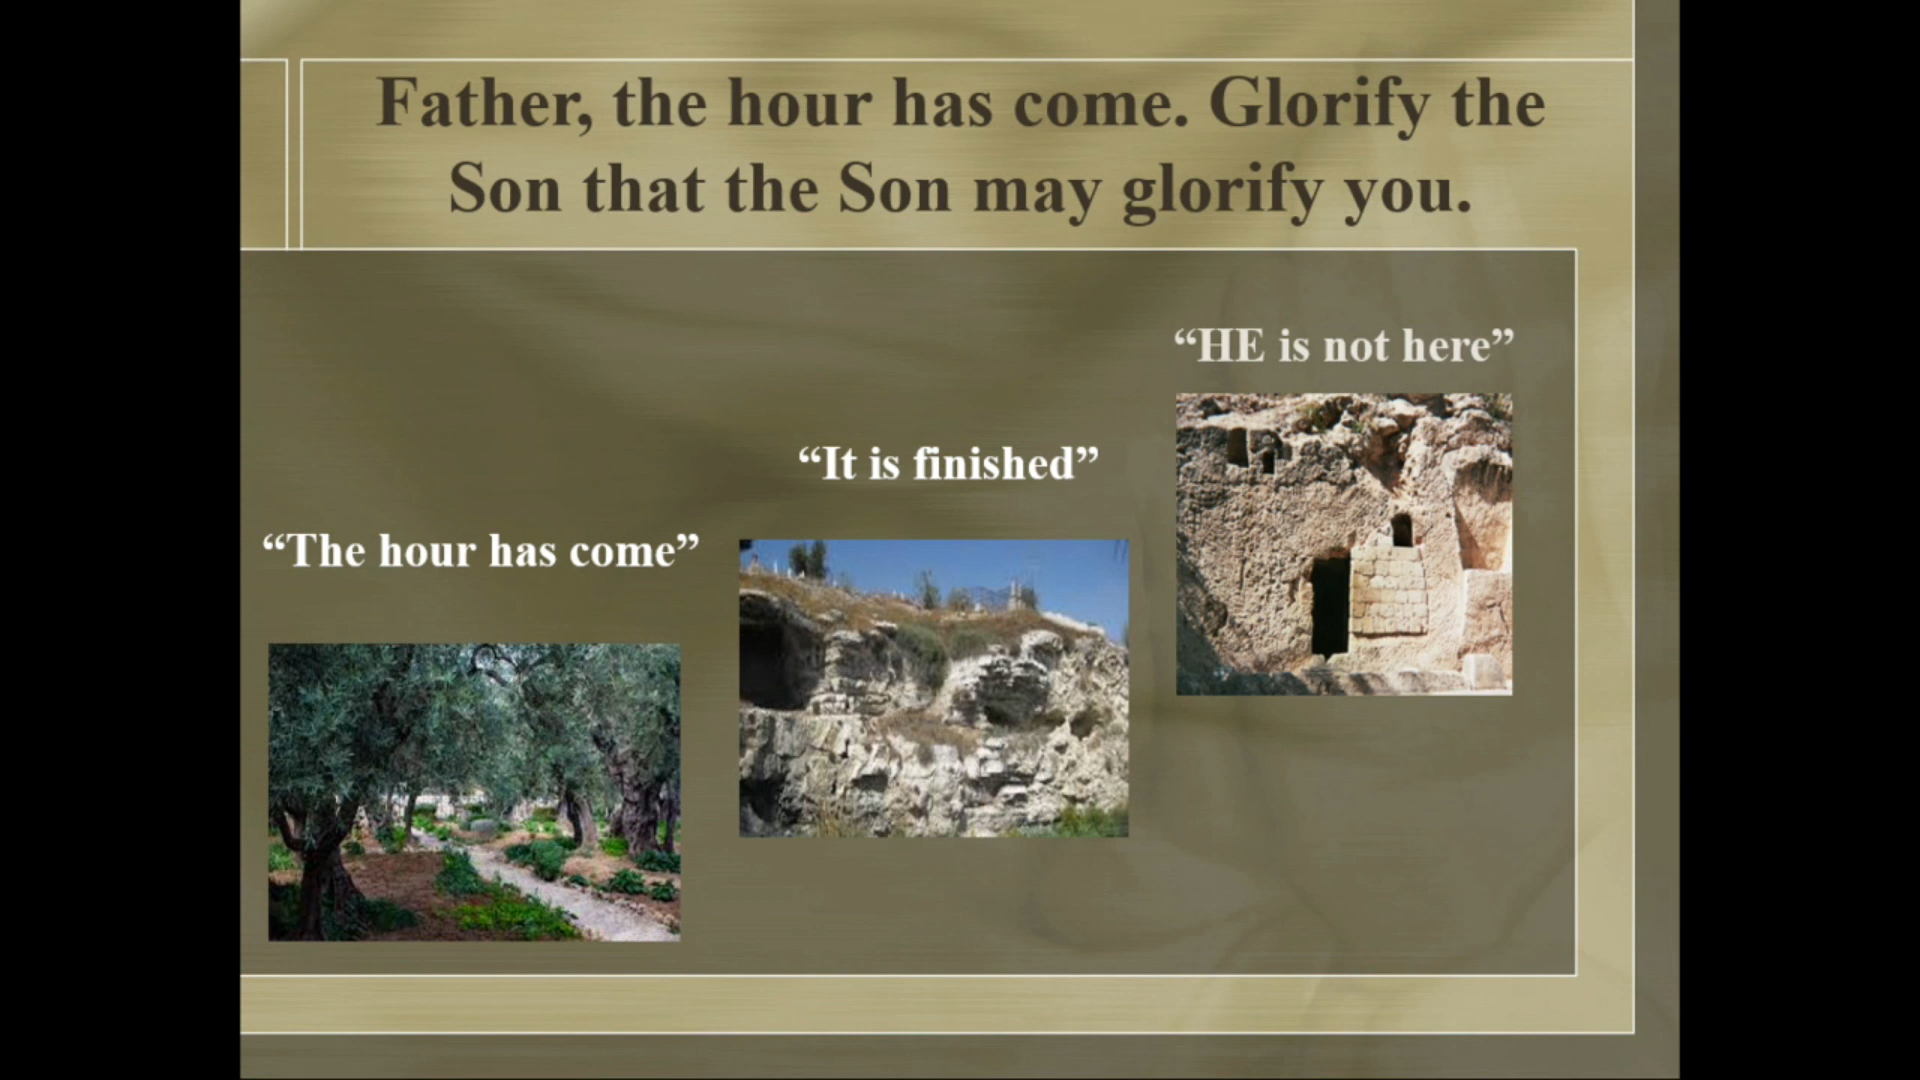 Father, the hour has come. Glorify the
Son that the Son may glorify you.
“The hour has come”
“It is finished”
“HE is not here”